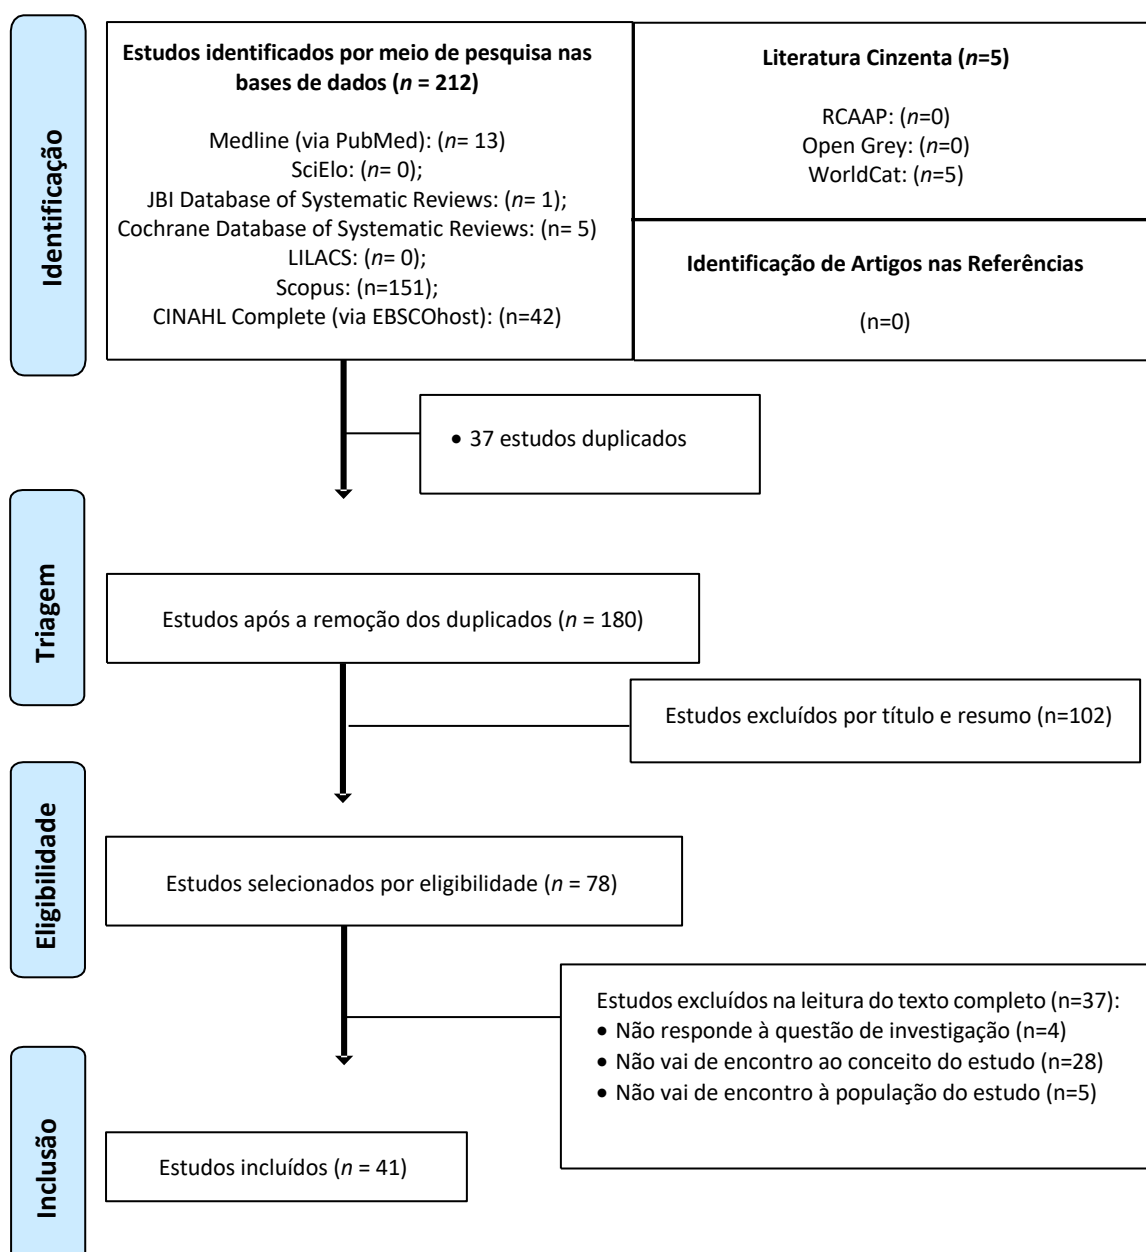 Identificação
Estudos identificados por meio de pesquisa nas
bases de dados (n = 212)
Medline (via PubMed): (n= 13)
SciElo: (n= 0);
JBI Database of Systematic Reviews: (n= 1);
Cochrane Database of Systematic Reviews: (n= 5)
LILACS: (n= 0);
Scopus: (n=151);
CINAHL Complete (via EBSCOhost): (n=42)
Literatura Cinzenta (n=5)
RCAAP: (n=0)
Open Grey: (n=0)
WorldCat: (n=5)
Identificação de Artigos nas Referências
(n=0)
• 37 estudos duplicados
Triagem
Estudos após a remoção dos duplicados (n = 180)
Estudos excluídos por título e resumo (n=102)
Eligibilidade
Estudos selecionados por eligibilidade (n = 78)
Estudos excluídos na leitura do texto completo (n=37):
• Não responde à questão de investigação (n=4)
• Não vai de encontro ao conceito do estudo (n=28)
• Não vai de encontro à população do estudo (n=5)
Inclusão
Estudos incluídos (n = 41)